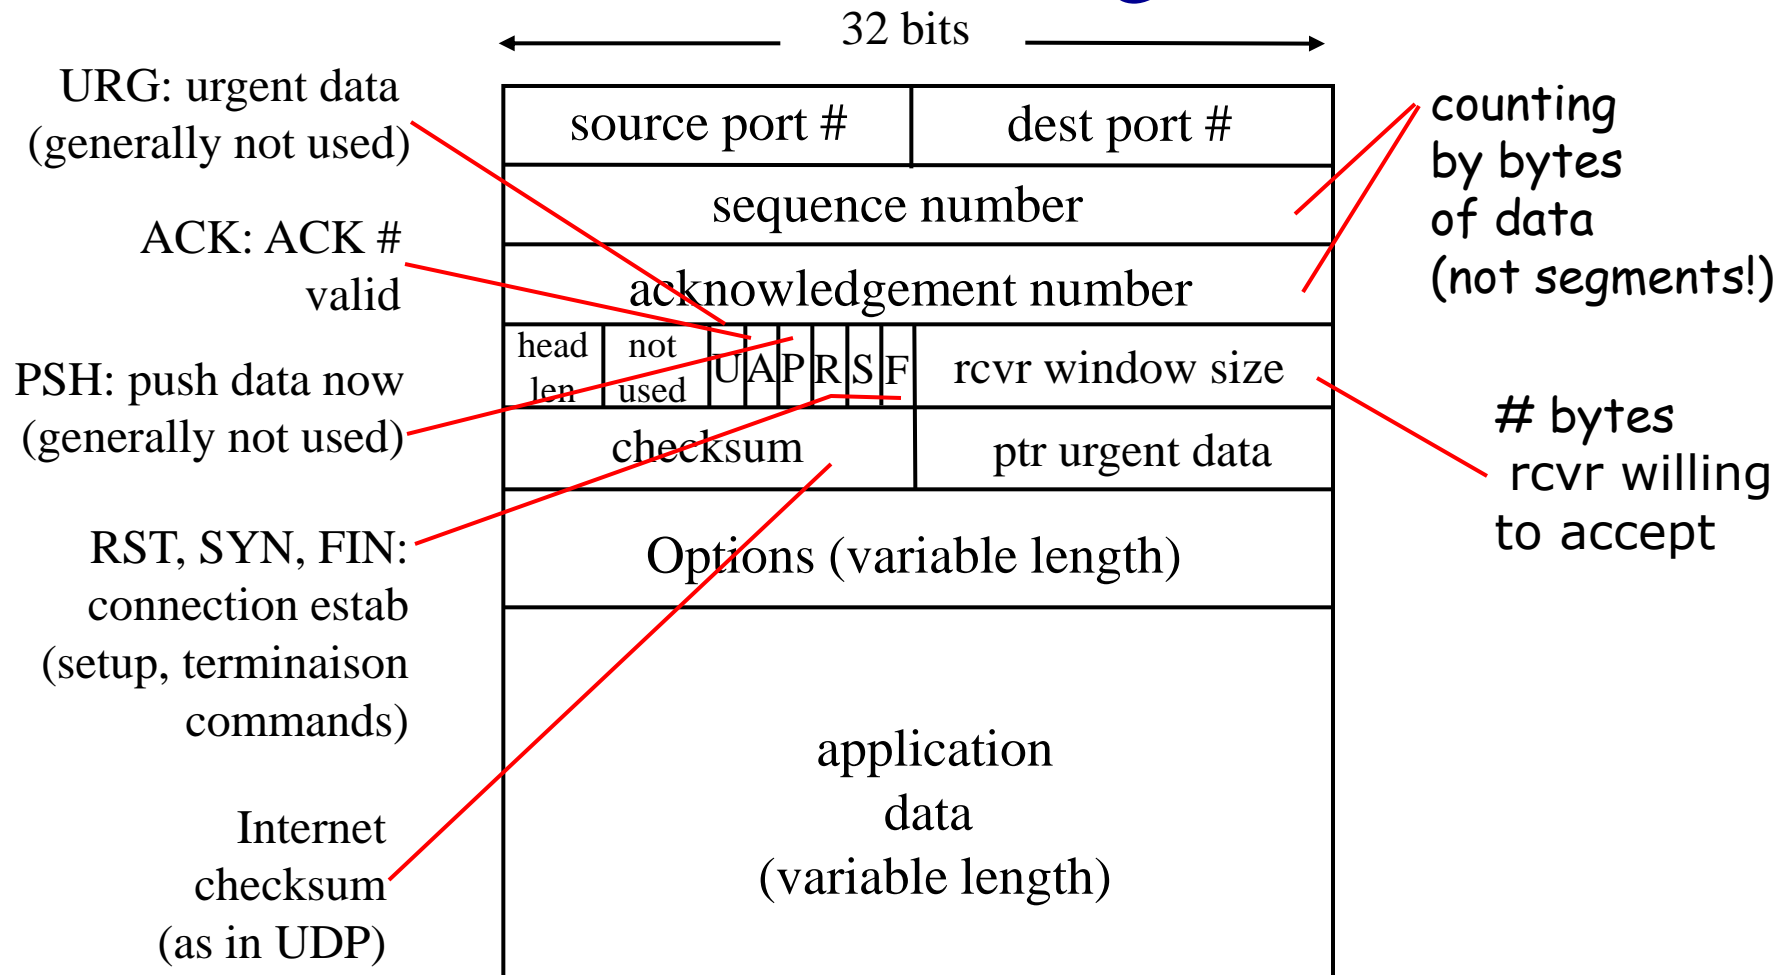 32 bits
URG: urgent data
(generally not used)
ACK: ACK #
valid
PSH: push data now
(generally not used)
RST, SYN, FIN:
connection estab
(setup, terminaison
commands)
Internet
checksum
(as in UDP)
source port #
dest port #
sequence number
acknowledgement number
head
len
not
used
U
A
P
R
S
F
rcvr window size
checksum
ptr urgent data
Options (variable length)
application
data
(variable length)
counting
by bytes
of data
(not segments!)
# bytes
rcvr willing
to accept